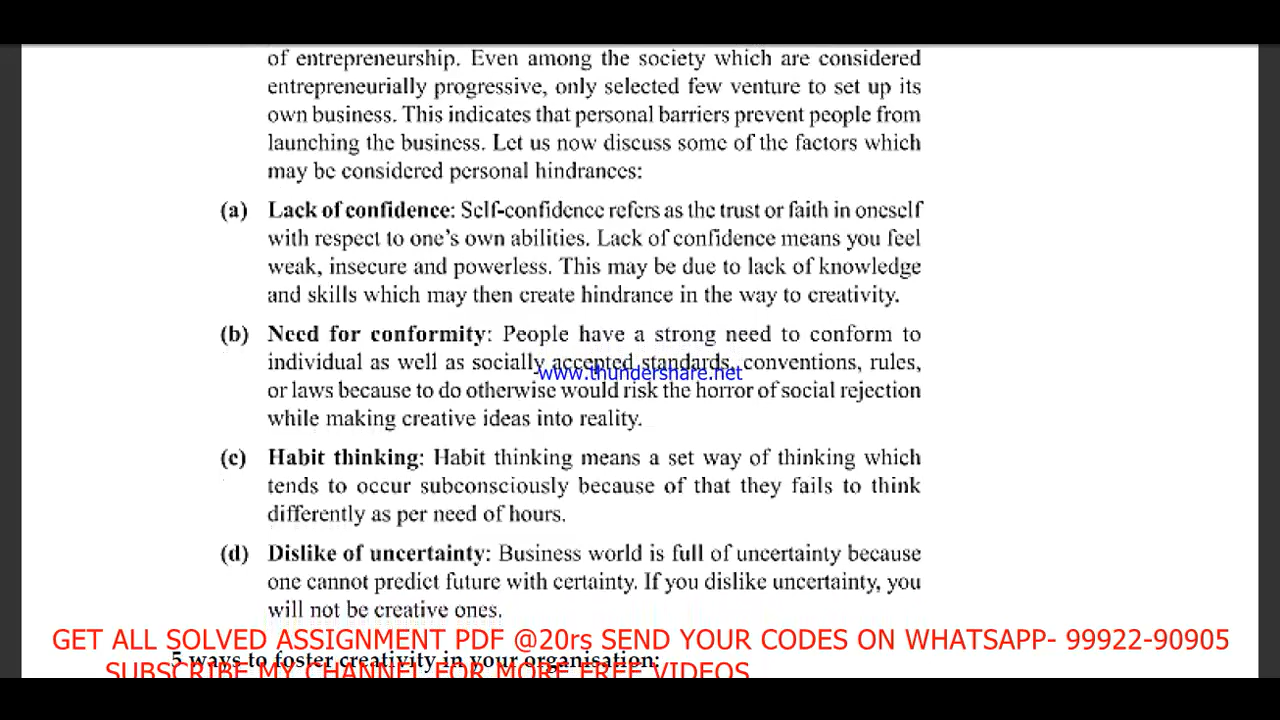 of entrepreneurship. Even among the society which are considered
entrepreneurially progressive, only selected few venture to set up its
own business. This indicates that personal barriers prevent people from
launching the business. Let us now discuss some of the factors which
may be considered personal hindrances:
(a) Lack of confidence: Self-confidence refers as the trust or faith in oneself
with respect to one's own abilities. Lack of confidence means you feel
weak, insecure and powerless. This may be due to lack of knowledge
and skills which may then create hindrance in the way to creativity.
(b) Need for conformity: People have a strong need to conform to
individual as well as socially accepted standards, conventions, rules,
www.thundershare.net
or laws because to do otherwise would risk the horror of social rejection
while making creative ideas into reality.
(c) Habit thinking: Habit thinking means a set way of thinking which
tends to occur subconsciously because of that they fails to think
differently as per need of hours.
(d) Dislike of uncertainty: Business world is full of uncertainty because
one cannot predict future with certainty. If you dislike uncertainty, you
will not be creative ones.
GET ALL SOLVED ASSIGNMENT PDF @20rs SEND YOUR CODES ON WHATSAPP- 99922-90905
5 ways to foster creativity in your organisation:
SUBSCRIBE MY CHANNEL FOR MORE FREE VIDEOS